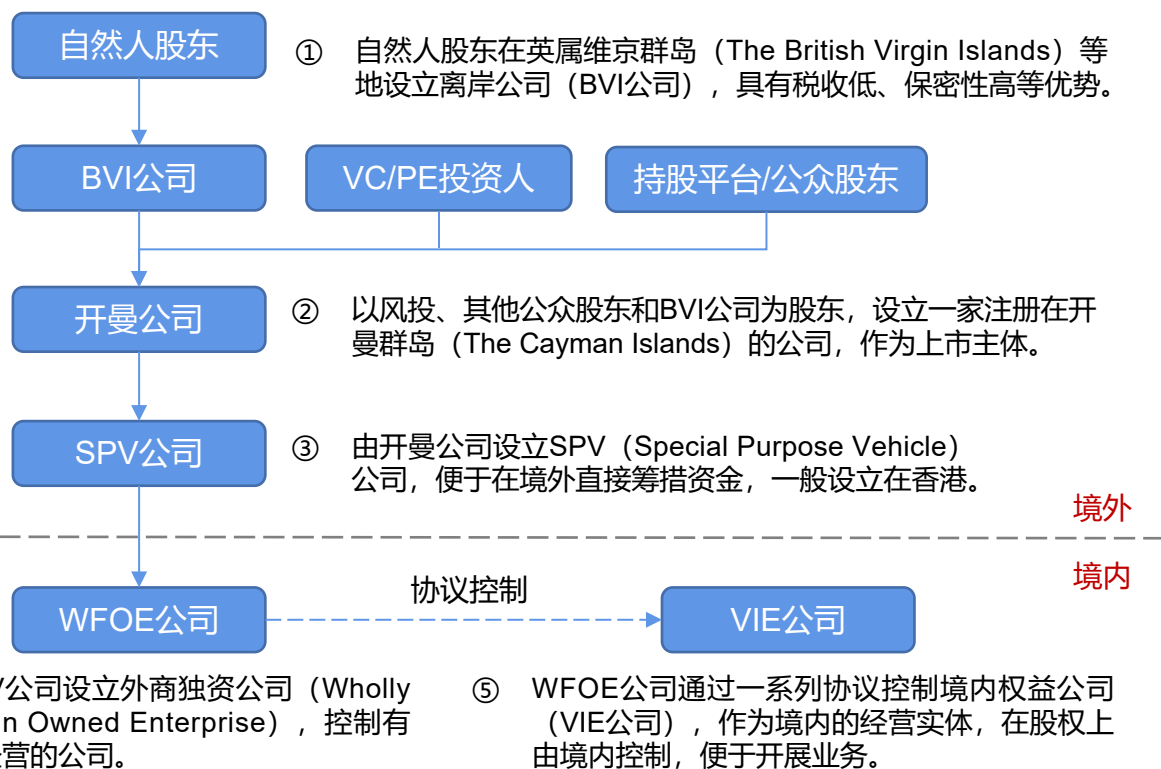 自然人股东
① 自然人股东在英属维京群岛（The British Virgin Islands）等
地设立离岸公司（BVI公司），具有税收低、保密性高等优势。
BVI公司
VC/PE投资人
持股平台/公众股东
开曼公司
② 以风投、其他公众股东和BVI公司为股东，设立一家注册在开
曼群岛（The Cayman Islands）的公司，作为上市主体。
SPV公司
③ 由开曼公司设立SPV（Special Purpose Vehicle）
公司，便于在境外直接筹措资金，一般设立在香港。
境外
境内
协议控制
WFOE公司
VIE公司
公司设立外商独资公司（Wholly
n Owned Enterprise），控制有
营的公司。
⑤ WFOE公司通过一系列协议控制境内权益公司
（VIE公司），作为境内的经营实体，在股权上
由境内控制，便于开展业务。